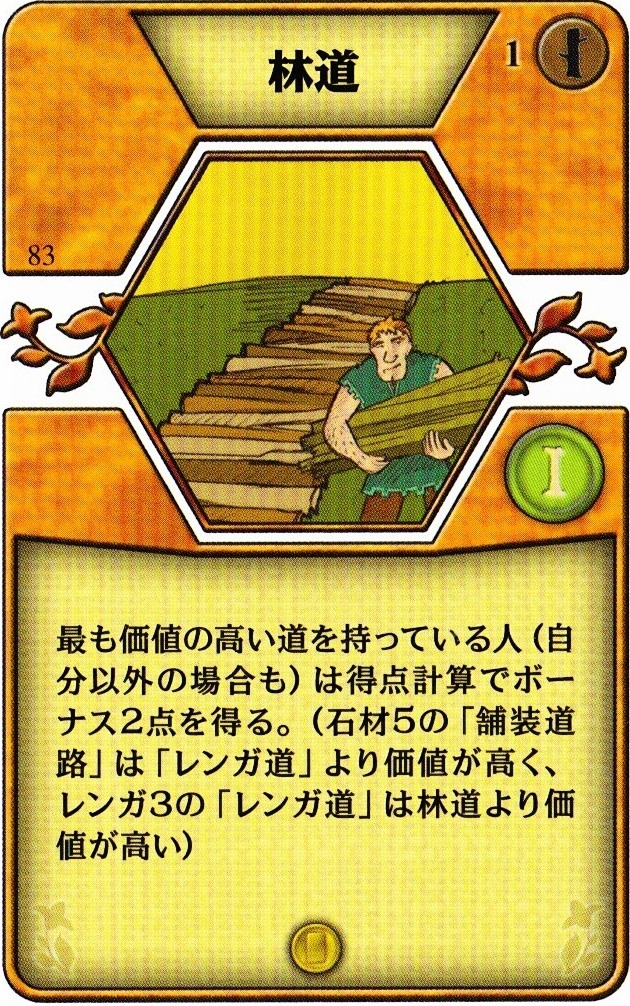 林道
1
83
I
最も価値の高い道を持っている人(自
分以外の場合も)は得点計算でボー
ナス2点を得る。(石材5の「舗装道
路」は「レンガ道」より価値が高く、
レンガ3の「レンガ道」は林道より価
値が高い)